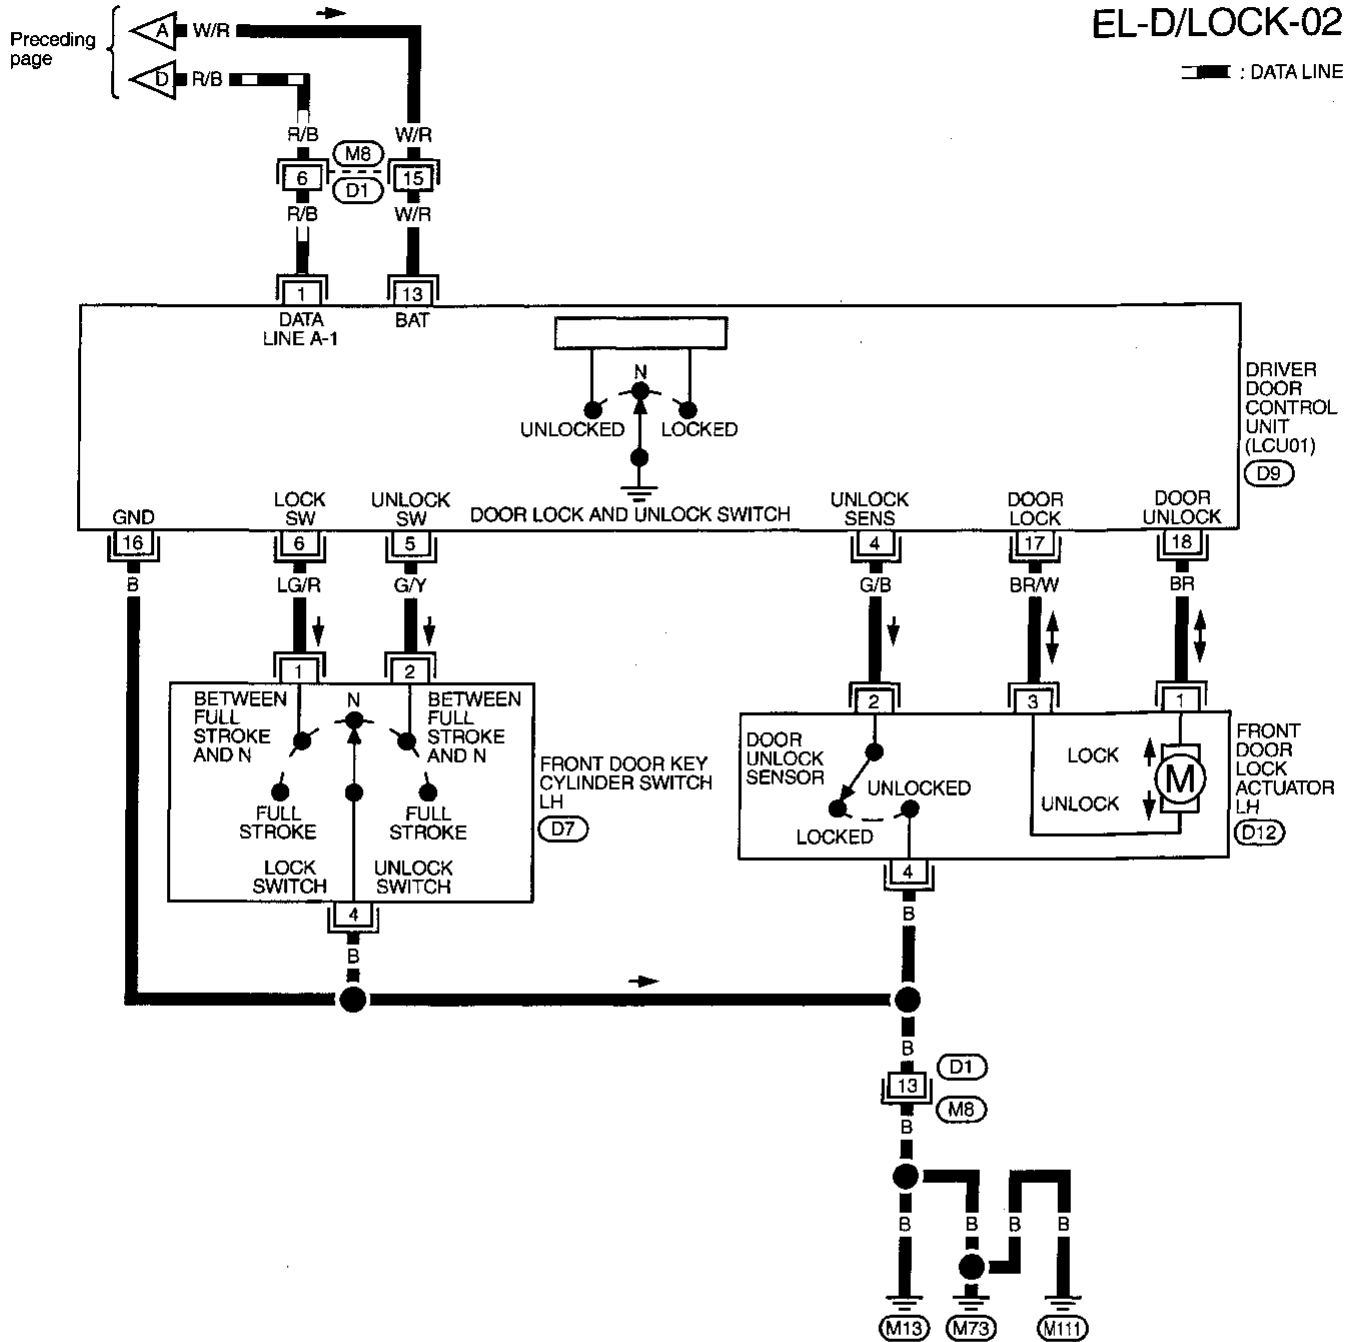 EL-D/LOCK-02
: DATA LINE
Preceding
page
A W/R
D R/B
R/B W/R
M8
6 15
D1
R/B W/R
1 13
DATA
LINE A-1
BAT
N
UNLOCKED LOCKED
DOOR LOCK AND UNLOCK SWITCH
DRIVER
DOOR
CONTROL
UNIT
(LCU01)
D9
GND
LOCK
SW
UNLOCK
SW
UNLOCK
SENS
DOOR
LOCK
DOOR
UNLOCK
16 6 5 4 17 18
B LG/R G/Y G/B BR/W BR
1 2
BETWEEN
FULL
STROKE
AND N
N
BETWEEN
FULL
STROKE
AND N
FULL
STROKE
FULL
STROKE
LOCK
SWITCH
UNLOCK
SWITCH
4
B
FRONT DOOR KEY
CYLINDER SWITCH
LH
D7
2 3 1
DOOR
UNLOCK
SENSOR
UNLOCKED
LOCKED
LOCK
UNLOCK
M
FRONT
DOOR
LOCK
ACTUATOR
LH
D12
4
B
B
D1
13
M8
B
B B B B
M13 M73 M111